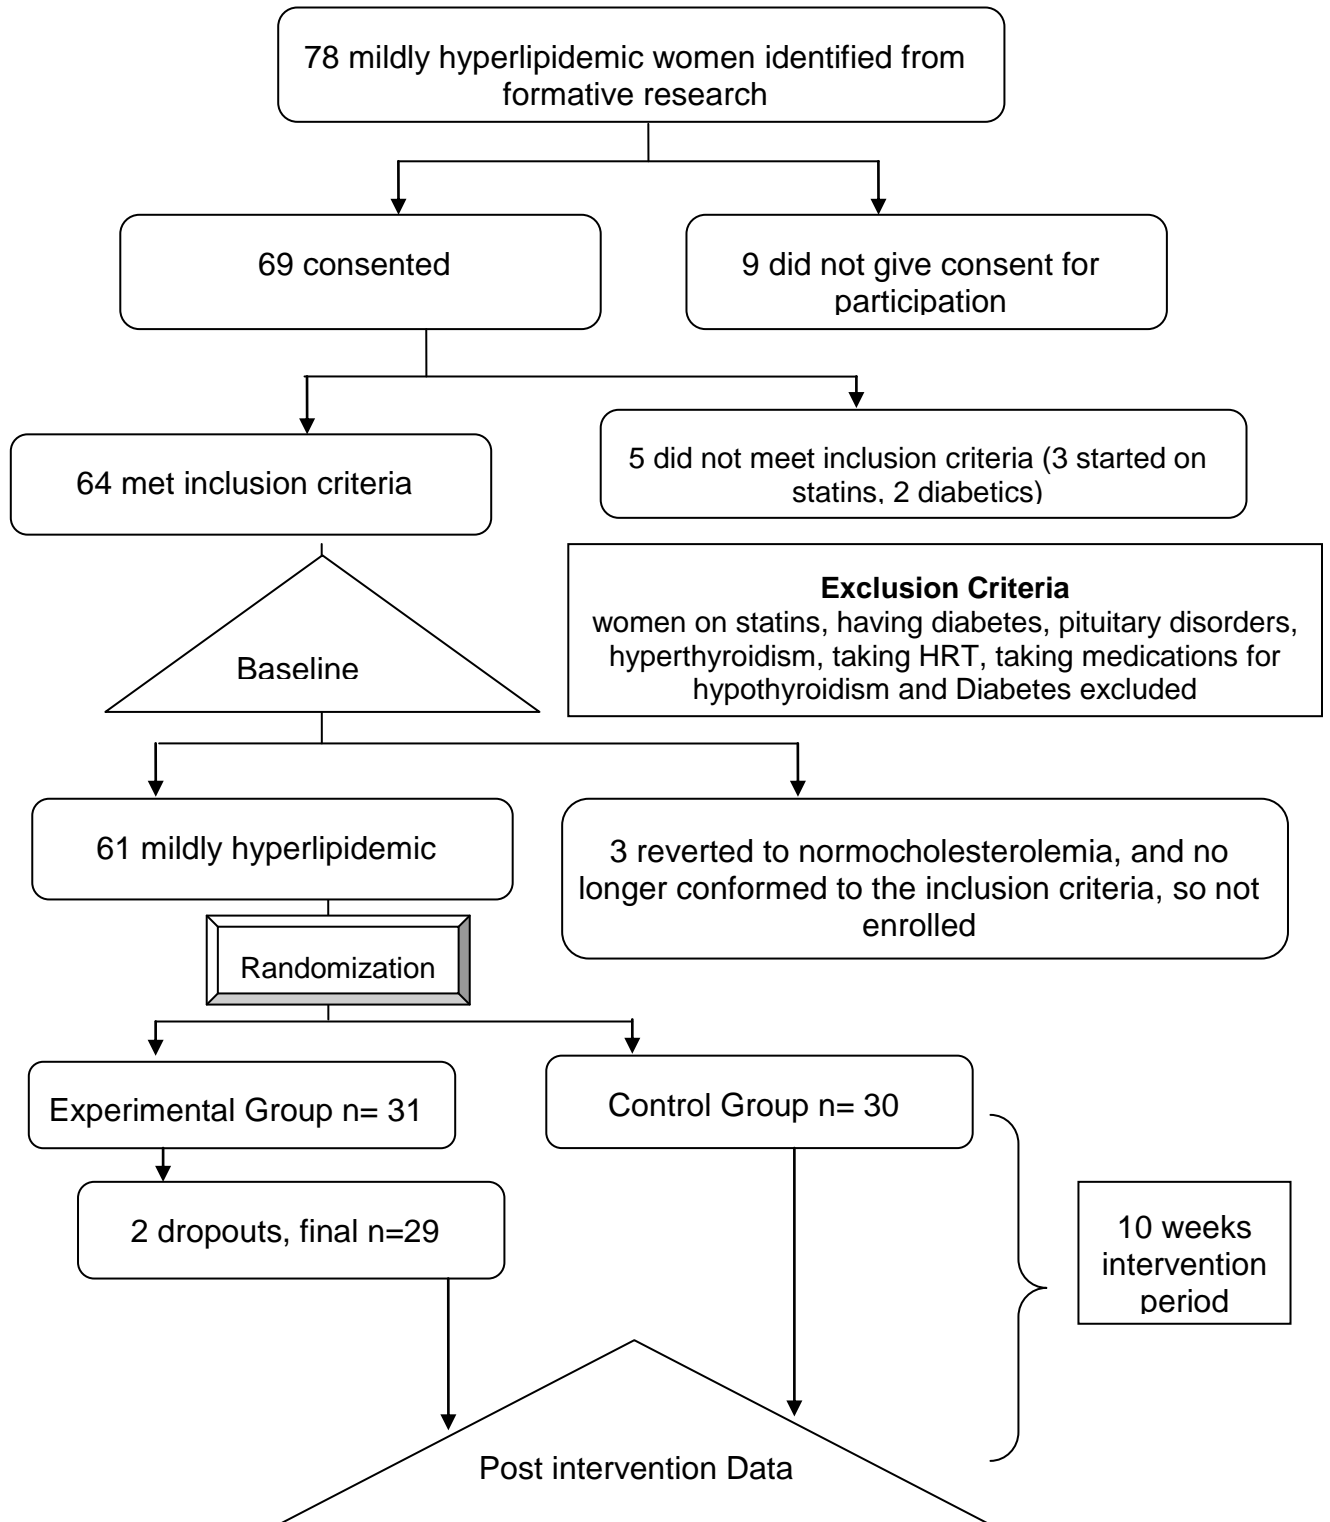 78 mildly hyperlipidemic women identified from
formative research
69 consented
9 did not give consent for
participation
64 met inclusion criteria
5 did not meet inclusion criteria (3 started on
statins, 2 diabetics)
Exclusion Criteria
women on statins, having diabetes, pituitary disorders,
hyperthyroidism, taking HRT, taking medications for
hypothyroidism and Diabetes excluded
Baseline
61 mildly hyperlipidemic
3 reverted to normocholesterolemia, and no
longer conformed to the inclusion criteria, so not
enrolled
Randomization
Experimental Group n= 31
Control Group n= 30
2 dropouts, final n=29
10 weeks
intervention
period
Post intervention Data